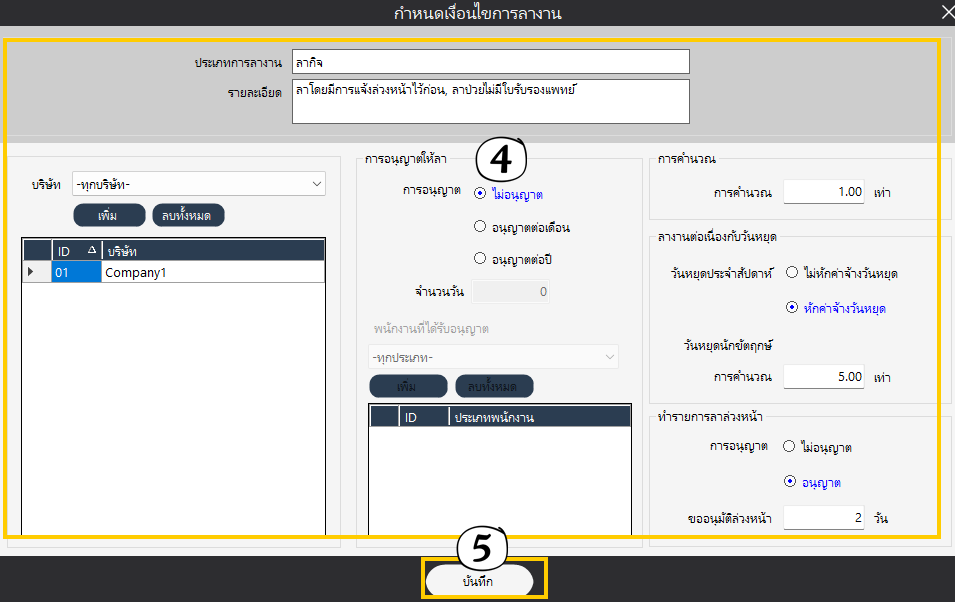 กำหนดเงื่อนไขการลางาน
ประเภทการลางาน ลากิจ
รายละเอียด ลาโดยมีการแจ้งล่วงหน้าไว้ก่อน, ลาป่วยไม่มีใบรับรองแพทย์
บริษัท -ทุกบริษัท-
เพิ่ม ลบทั้งหมด
ID บริษัท
01 Company1
การอนุญาตให้ลา
4
การอนุญาต ไม่อนุญาต
อนุญาตต่อเดือน
อนุญาตต่อปี
จำนวนวัน 0
พนักงานที่ได้รับอนุญาต
-ทุกประเภท-
เพิ่ม ลบทั้งหมด
ID ประเภทพนักงาน
การคำนวณ
การคำนวณ 1.00 เท่า
ลางานต่อเนื่องกับวันหยุด
วันหยุดประจำสัปดาห์ ไม่หักค่าจ้างวันหยุด
หักค่าจ้างวันหยุด
วันหยุดนักขัตฤกษ์
การคำนวณ 5.00 เท่า
ทำรายการลาล่วงหน้า
การอนุญาต ไม่อนุญาต
อนุญาต
ขออนุมัติล่วงหน้า 2 วัน
5
บันทึก